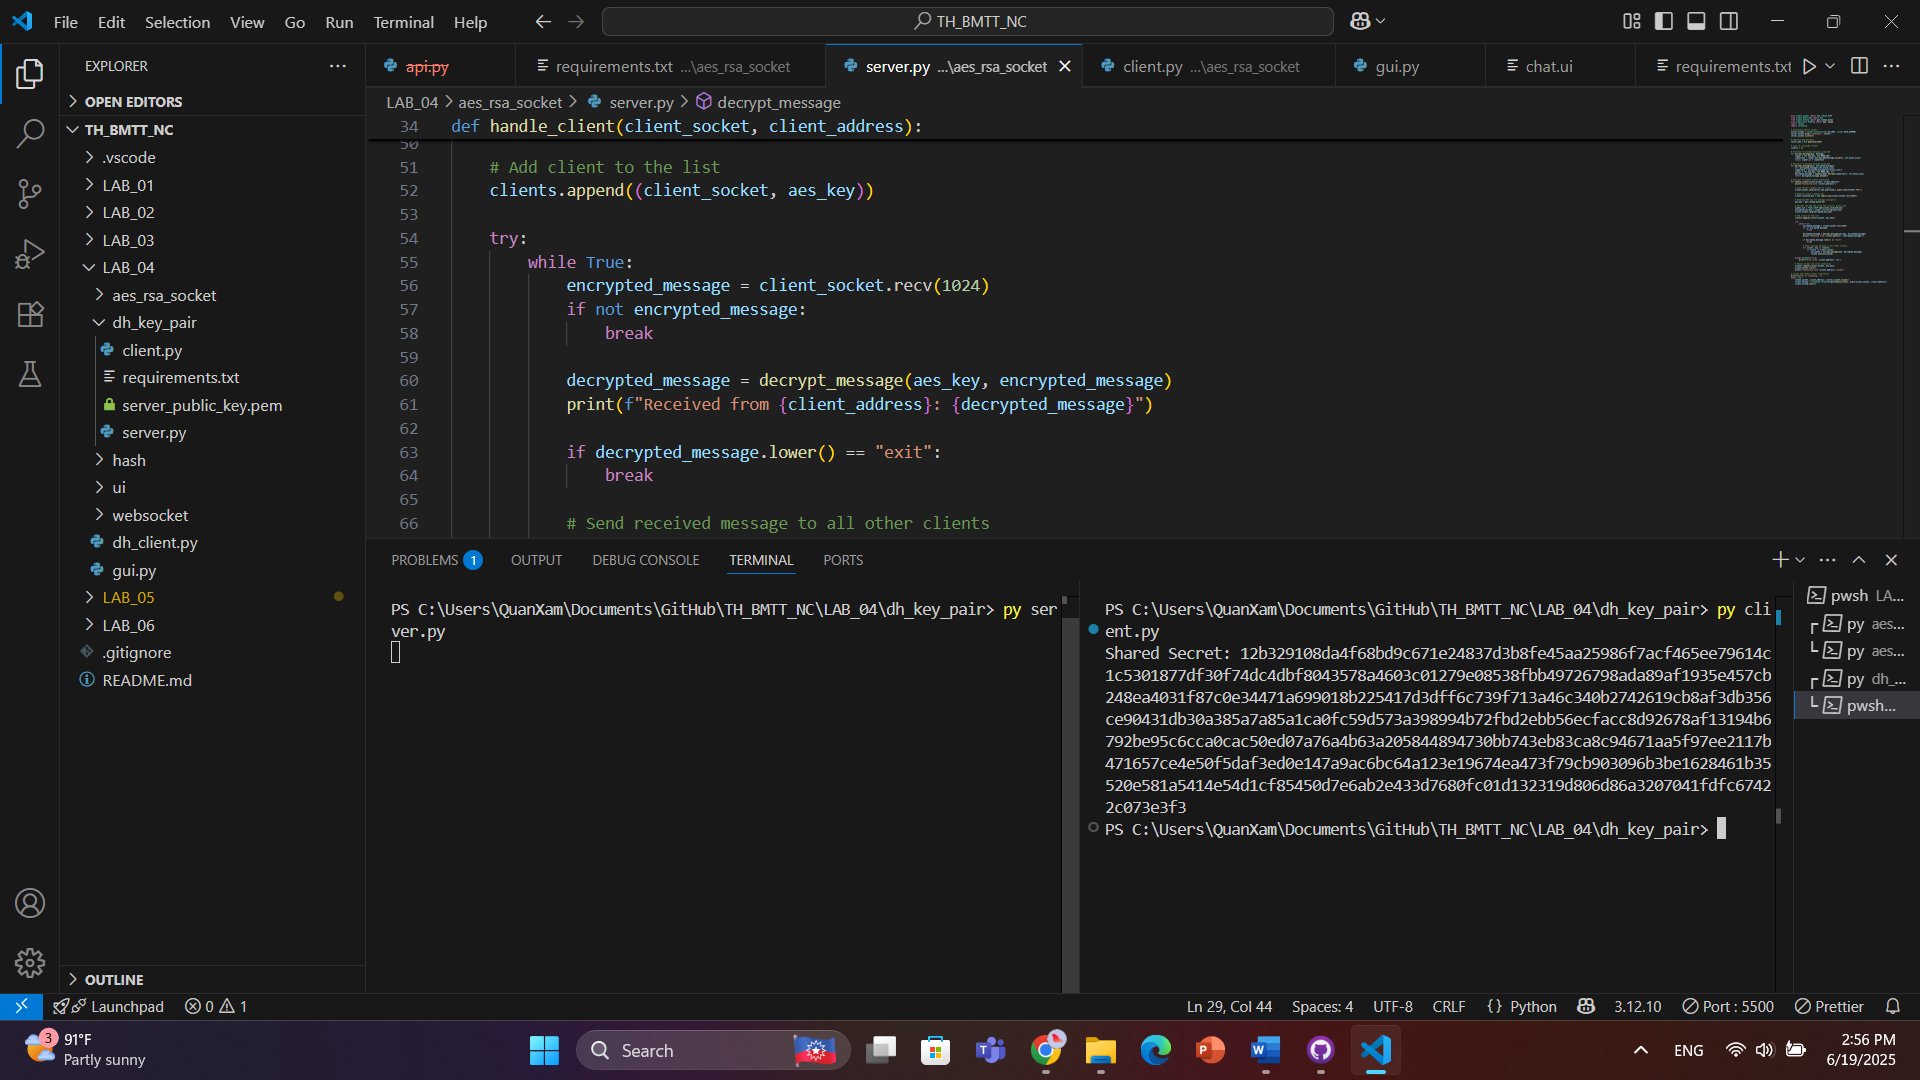 File Edit Selection View Go Run Terminal Help
TH_BMTT_NC
EXPLORER
OPEN EDITORS
TH_BMTT_NC
.vscode
LAB_01
LAB_02
LAB_03
LAB_04
aes_rsa_socket
dh_key_pair
client.py
requirements.txt
server_public_key.pem
server.py
hash
ui
websocket
dh_client.py
gui.py
LAB_05
LAB_06
.gitignore
README.md
OUTLINE
api.py
requirements.txt ...\aes_rsa_socket
server.py ...\aes_rsa_socket
client.py ...\aes_rsa_socket
gui.py
chat.ui
requirements.txt
LAB_04 > aes_rsa_socket > server.py > decrypt_message
34 def handle_client(client_socket, client_address):
50
51 # Add client to the list
52 clients.append((client_socket, aes_key))
53
54 try:
55 while True:
56 encrypted_message = client_socket.recv(1024)
57 if not encrypted_message:
58 break
59
60 decrypted_message = decrypt_message(aes_key, encrypted_message)
61 print(f"Received from {client_address}: {decrypted_message}")
62
63 if decrypted_message.lower() == "exit":
64 break
65
66 # Send received message to all other clients
PROBLEMS 1 OUTPUT DEBUG CONSOLE TERMINAL PORTS
PS C:\Users\QuanXam\Documents\GitHub\TH_BMTT_NC\LAB_04\dh_key_pair> py ser
ver.py
PS C:\Users\QuanXam\Documents\GitHub\TH_BMTT_NC\LAB_04\dh_key_pair> py cli
ent.py
Shared Secret: 12b329108da4f68bd9c671e24837d3b8fe45aa25986f7acf465ee79614c
1c5301877df30f74dc4dbf8043578a4603c01279e08538fbb49726798ada89af1935e457cb
248ea4031f87c0e34471a699018b225417d3dff6c739f713a46c340b2742619cb8af3db356
ce90431db30a385a7a85a1ca0fc59d573a398994b72fbd2ebb56ecfacc8d92678af13194b6
792be95c6cca0cac50ed07a76a4b63a205844894730bb743eb83ca8c94671aa5f97ee2117b
471657ce4e50f5daf3ed0e147a9ac6bc64a123e19674ea473f79cb903096b3be1628461b35
520e581a5414e54d1cf85450d7e6ab2e433d7680fc01d132319d806d86a3207041fdfc6742
2c073e3f3
PS C:\Users\QuanXam\Documents\GitHub\TH_BMTT_NC\LAB_04\dh_key_pair>
pwsh LA...
py aes...
py aes...
py dh_...
pwsh...
Launchpad 0 1
Ln 29, Col 44 Spaces: 4 UTF-8 CRLF {} Python 3.12.10 Port : 5500 Prettier
3
91°F
Partly sunny
Search
ENG
2:56 PM
6/19/2025